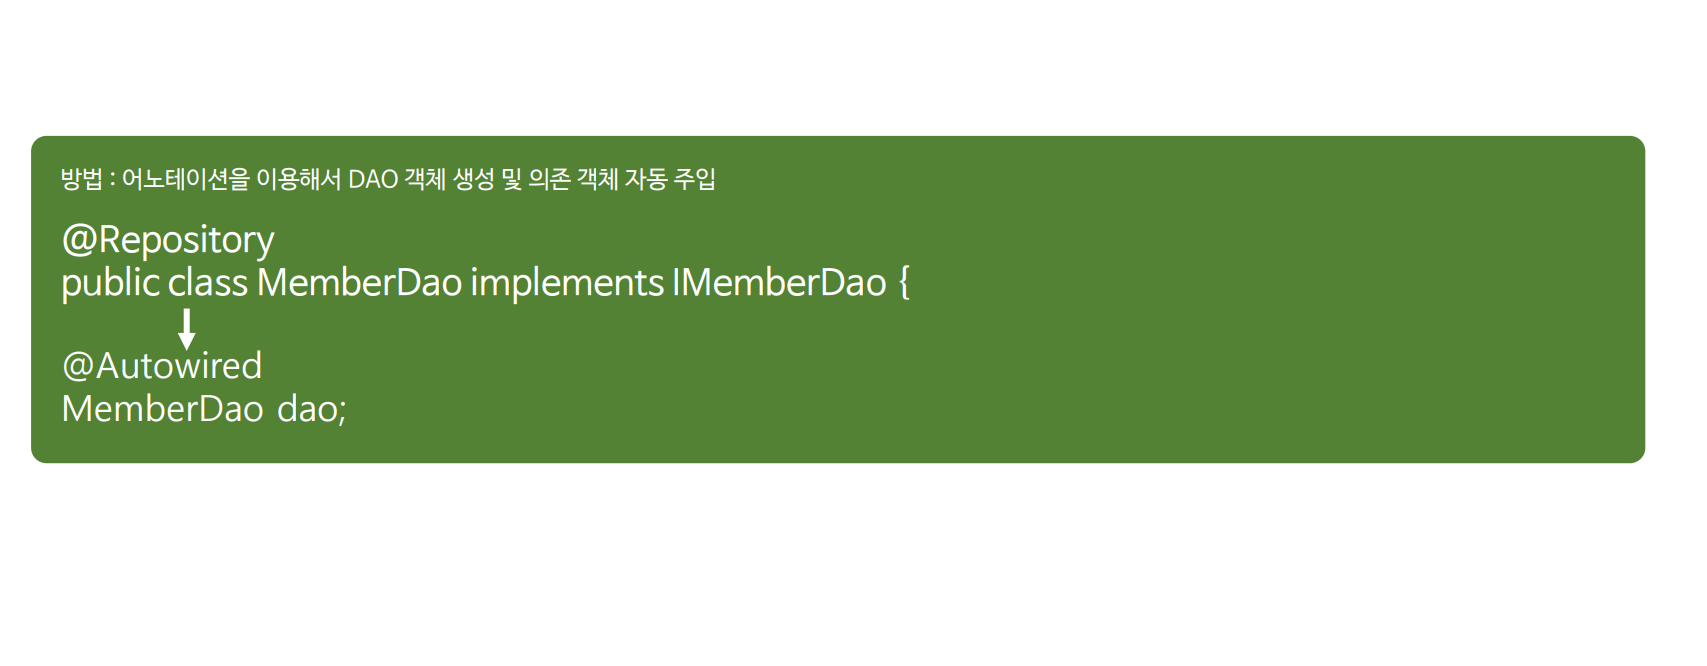 방법 : 어노테이션을 이용해서 DAO 객체 생성 및 의존 객체 자동 주입
@Repository
public class MemberDao implements IMemberDao {
@Autowired
MemberDao dao;